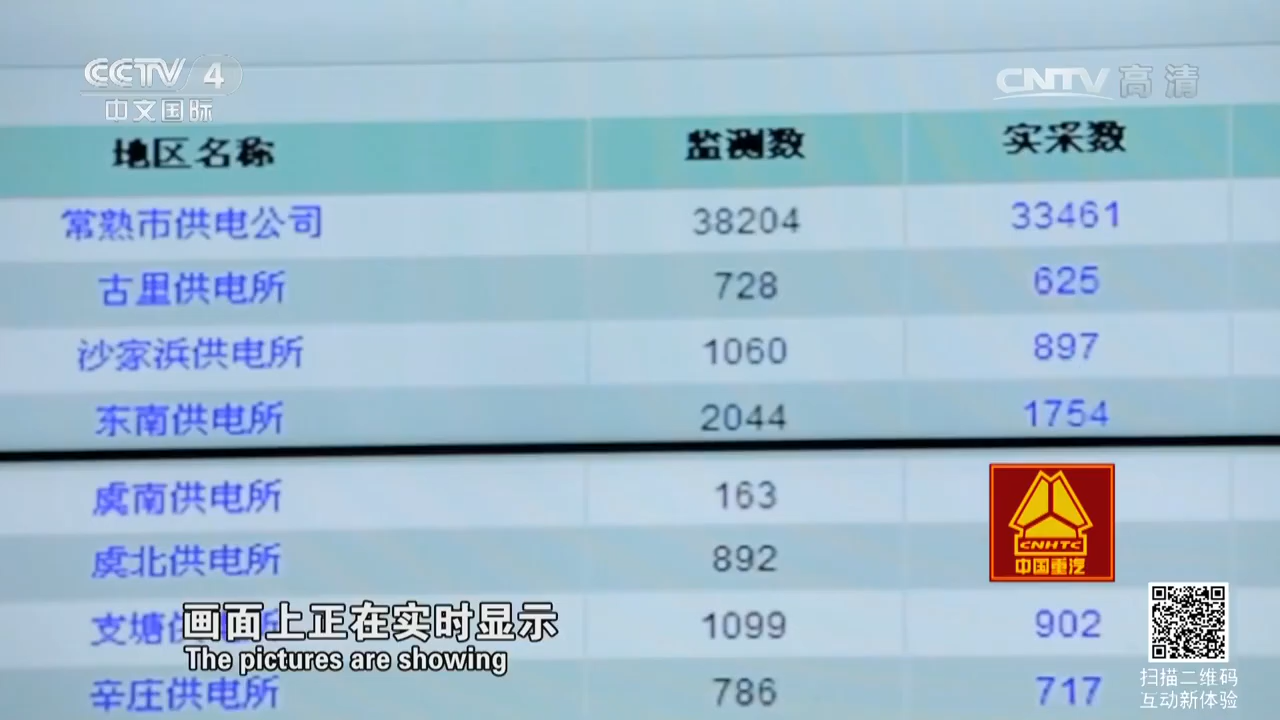 CCTV 4
中文国际
CNTV 高清
地区名称 监测数 实采数
常熟市供电公司 38204 33461
古里供电所 728 625
沙家浜供电所 1060 897
东南供电所 2044 1754
虞南供电所 163
虞北供电所 892
CNHTC
中国重汽
支塘供 所 1099 902
画面上正在实时显示
The pictures are showing
辛庄供电所 786 717
扫描二维码
互动新体验